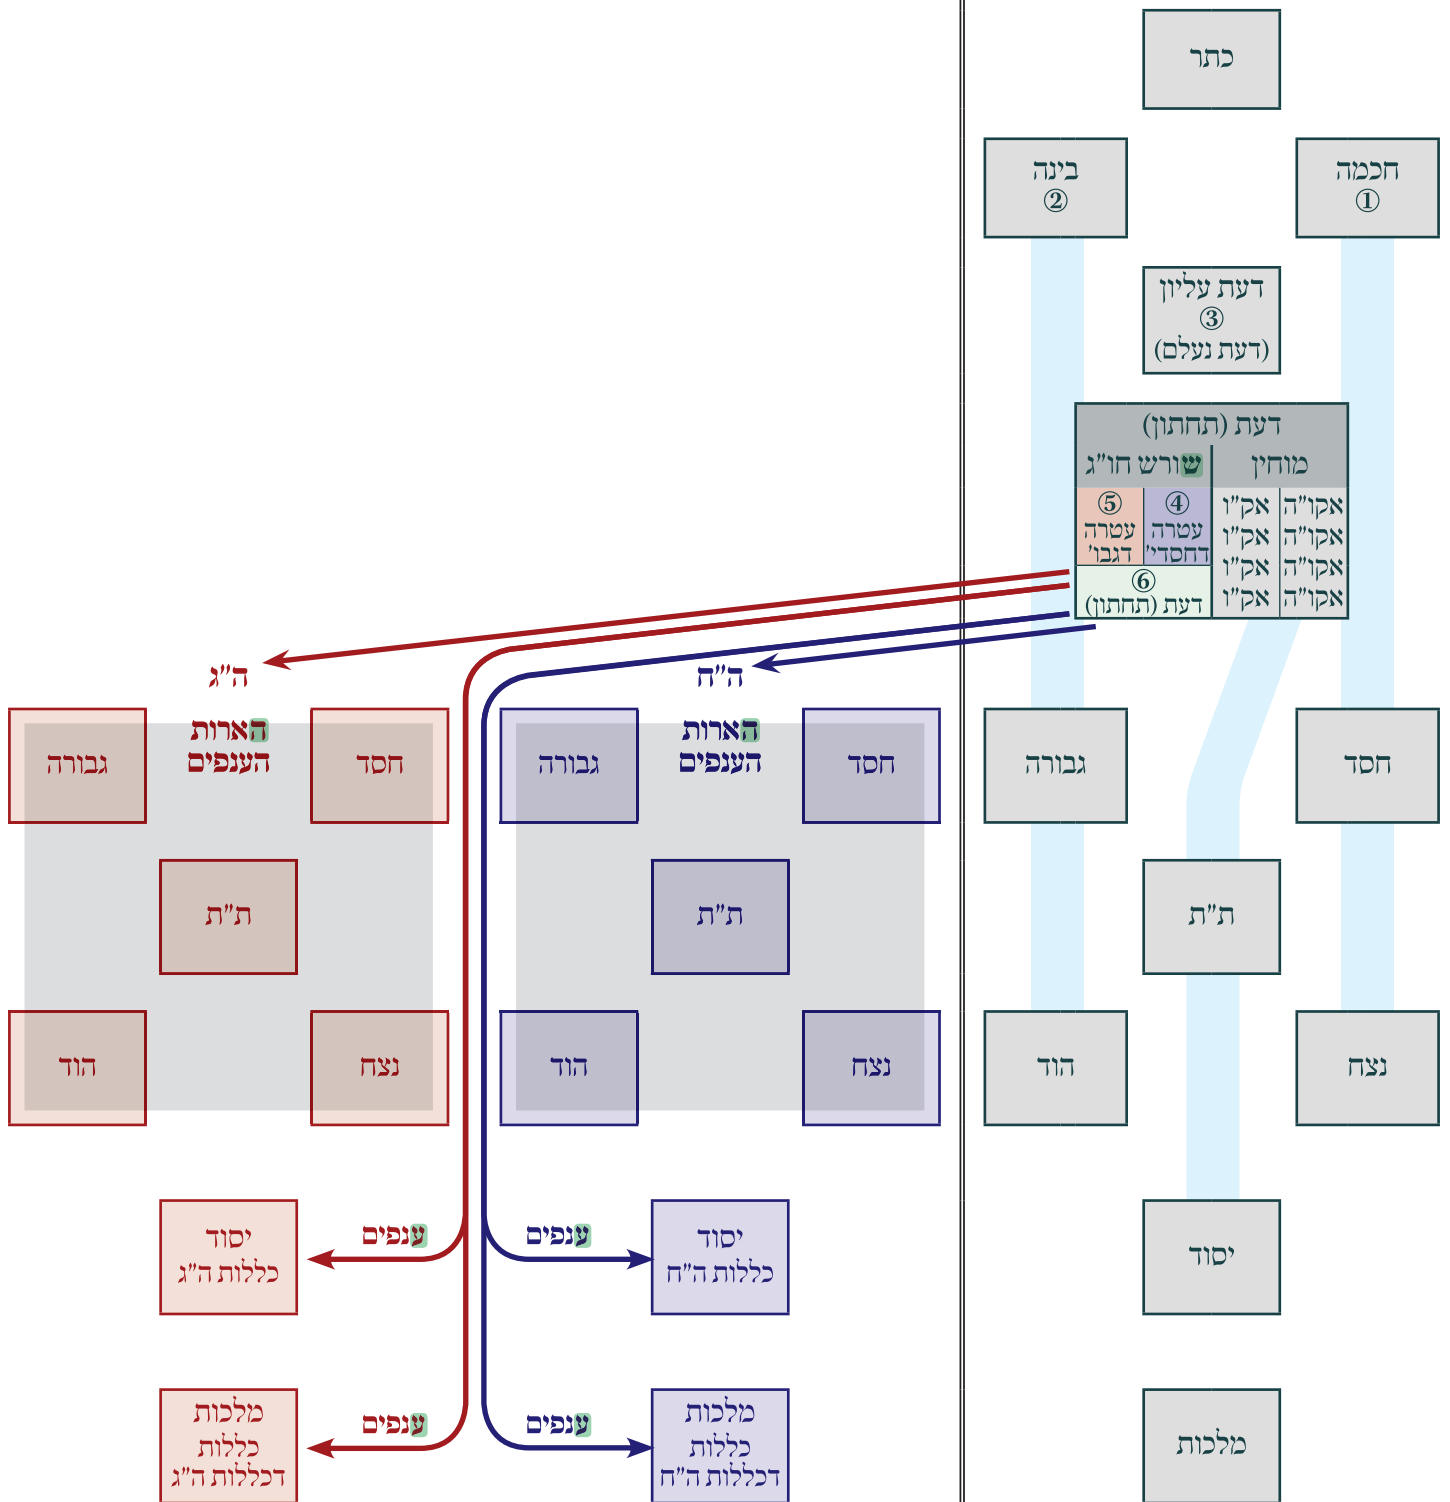 כתר
חכמה
①
בינה
②
דעת עליון
③
(דעת נעלם)
דעת (תחתון)
מוחין
שורש חו"ג
אקו"ה
אקו"ה
אקו"ה
אקו"ה
אק"ו
אק"ו
אק"ו
אק"ו
④
עטרה
דחסדי'
⑤
עטרה
דגבו'
⑥
דעת (תחתון)
חסד
גבורה
ת"ת
נצח
הוד
יסוד
מלכות
ה"ח
הארות
הענפים
חסד
גבורה
ת"ת
נצח
הוד
ענפים
יסוד
כללות ה"ח
ענפים
מלכות
כללות
דכללות ה"ח
ה"ג
הארות
הענפים
חסד
גבורה
ת"ת
נצח
הוד
ענפים
יסוד
כללות ה"ג
ענפים
מלכות
כללות
דכללות ה"ג